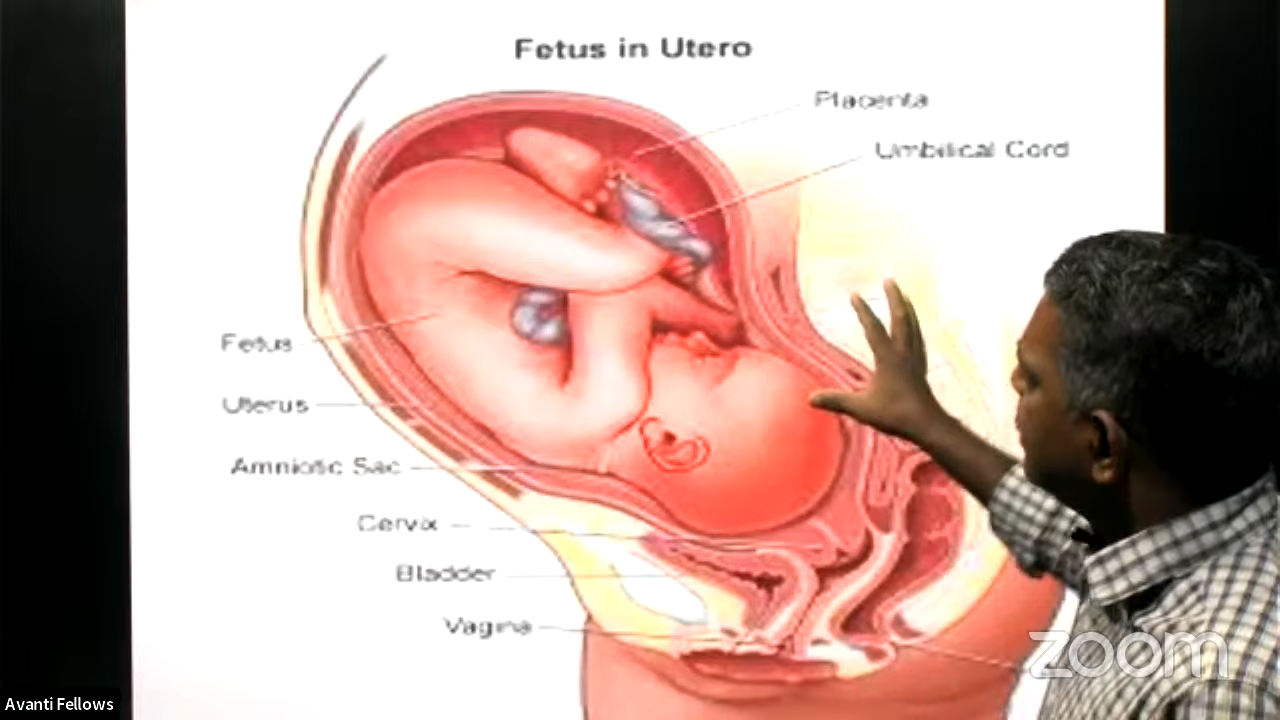 Fetus in Utero
Placenta
Umbilical Cord
Fetus
Uterus
Amniotic Sac
Cervix
Bladder
Vagina
zoom
Avanti Fellows